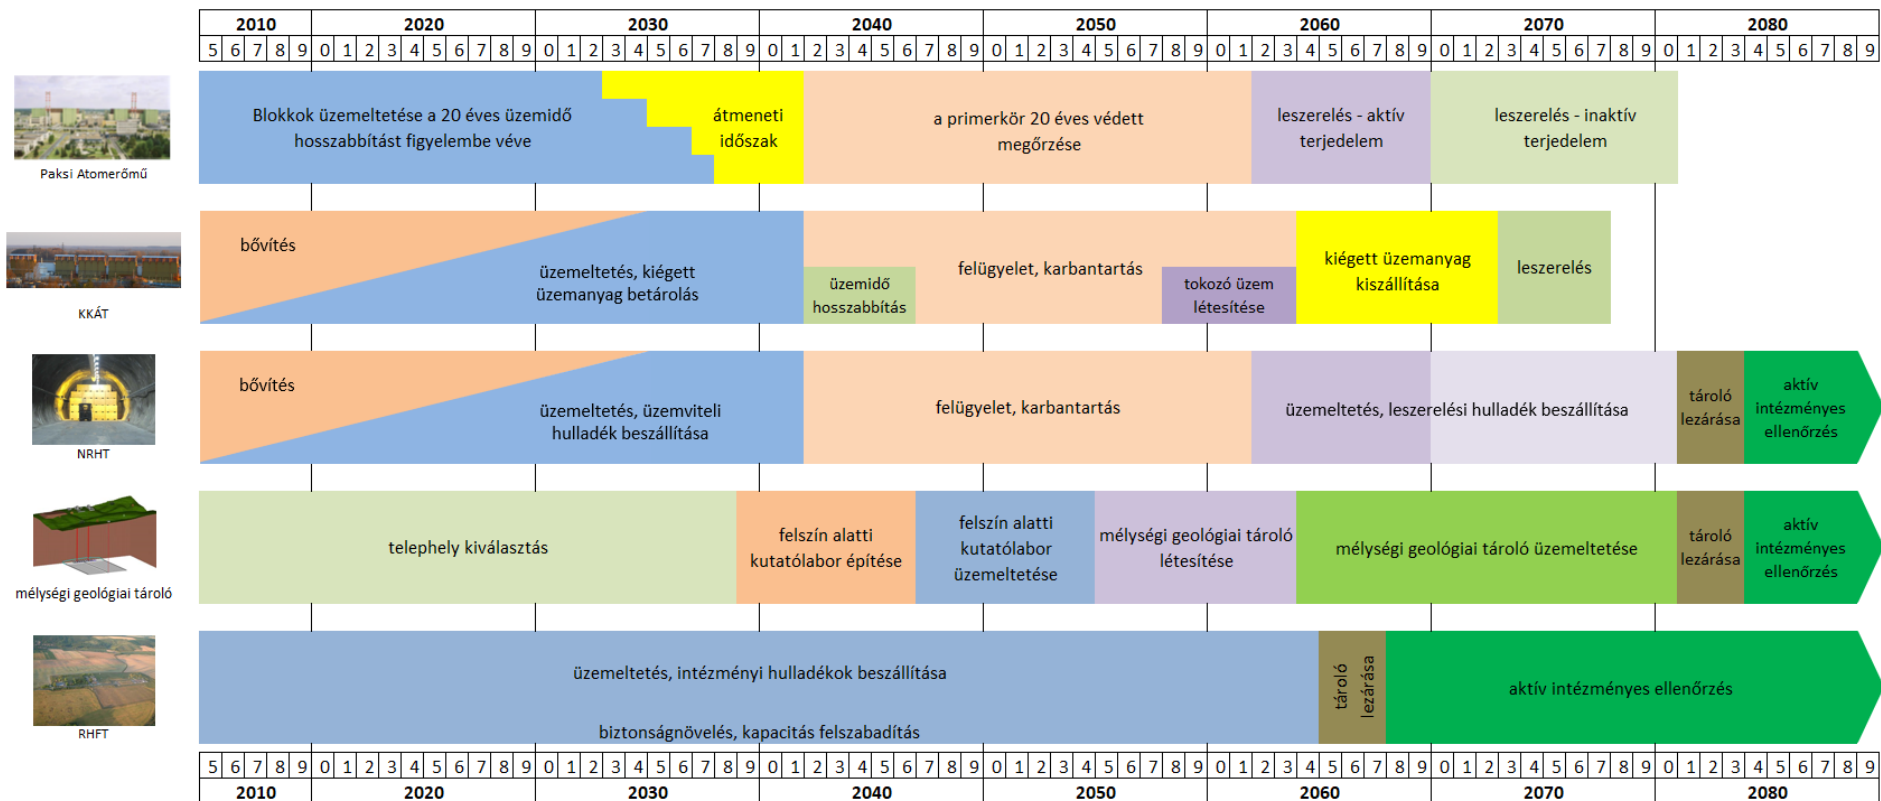 2010 2020 2030 2040 2050 2060 2070 2080
5 6 7 8 9 0 1 2 3 4 5 6 7 8 9 0 1 2 3 4 5 6 7 8 9 0 1 2 3 4 5 6 7 8 9 0 1 2 3 4 5 6 7 8 9 0 1 2 3 4 5 6 7 8 9 0 1 2 3 4 5 6 7 8 9 0 1 2 3 4 5 6 7 8 9
Paksi Atomerőmű
Blokkok üzemeltetése a 20 éves üzemidő
hosszabbítást figyelembe véve
átmeneti
időszak
a primerkör 20 éves védett
megőrzése
leszerelés - aktív
terjedelem
leszerelés - inaktív
terjedelem
KKÁT
bővítés
üzemeltetés, kiégett
üzemanyag betárolás
üzemidő
hosszabbítás
felügyelet, karbantartás
tokozó üzem
létesítése
kiégett üzemanyag
kiszállítása
leszerelés
NRHT
bővítés
üzemeltetés, üzemviteli
hulladék beszállítása
felügyelet, karbantartás
üzemeltetés, leszerelési hulladék beszállítása
tároló
lezárása
aktív
intézményes
ellenőrzés
mélységi geológiai tároló
telephely kiválasztás
felszín alatti
kutatólabor építése
felszín alatti
kutatólabor
üzemeltetése
mélységi geológiai tároló
létesítése
mélységi geológiai tároló üzemeltetése
tároló
lezárása
aktív
intézményes
ellenőrzés
RHFT
üzemeltetés, intézményi hulladékok beszállítása
biztonságnövelés, kapacitás felszabadítás
tároló
lezárása
aktív intézményes ellenőrzés
5 6 7 8 9 0 1 2 3 4 5 6 7 8 9 0 1 2 3 4 5 6 7 8 9 0 1 2 3 4 5 6 7 8 9 0 1 2 3 4 5 6 7 8 9 0 1 2 3 4 5 6 7 8 9 0 1 2 3 4 5 6 7 8 9 0 1 2 3 4 5 6 7 8 9
2010 2020 2030 2040 2050 2060 2070 2080